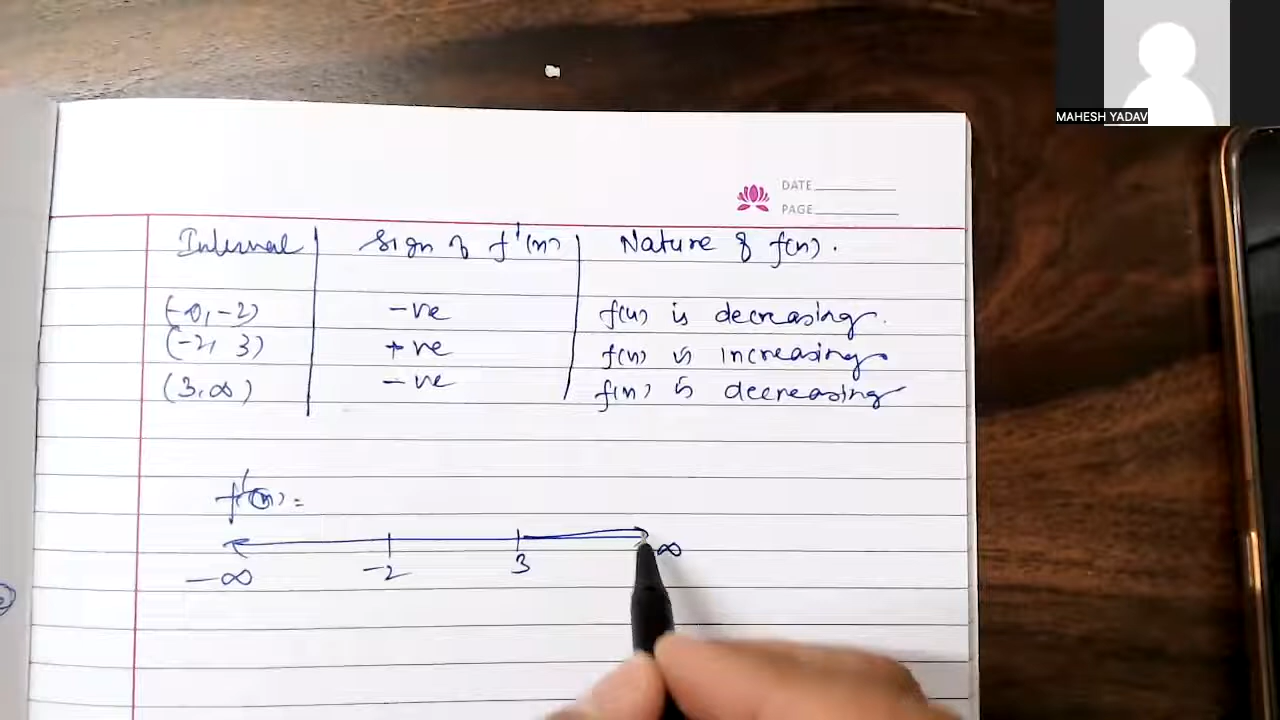 MAHESH YADAV
DATE
PAGE
Interval Sign of f'(x) Nature of f(x).
(-∞, -2) -ve f(x) is decreasing.
(-2, 3) +ve f(x) is increasing
(3, ∞) -ve f(x) is decreasing
f'(x) =
-∞ -2 3 ∞